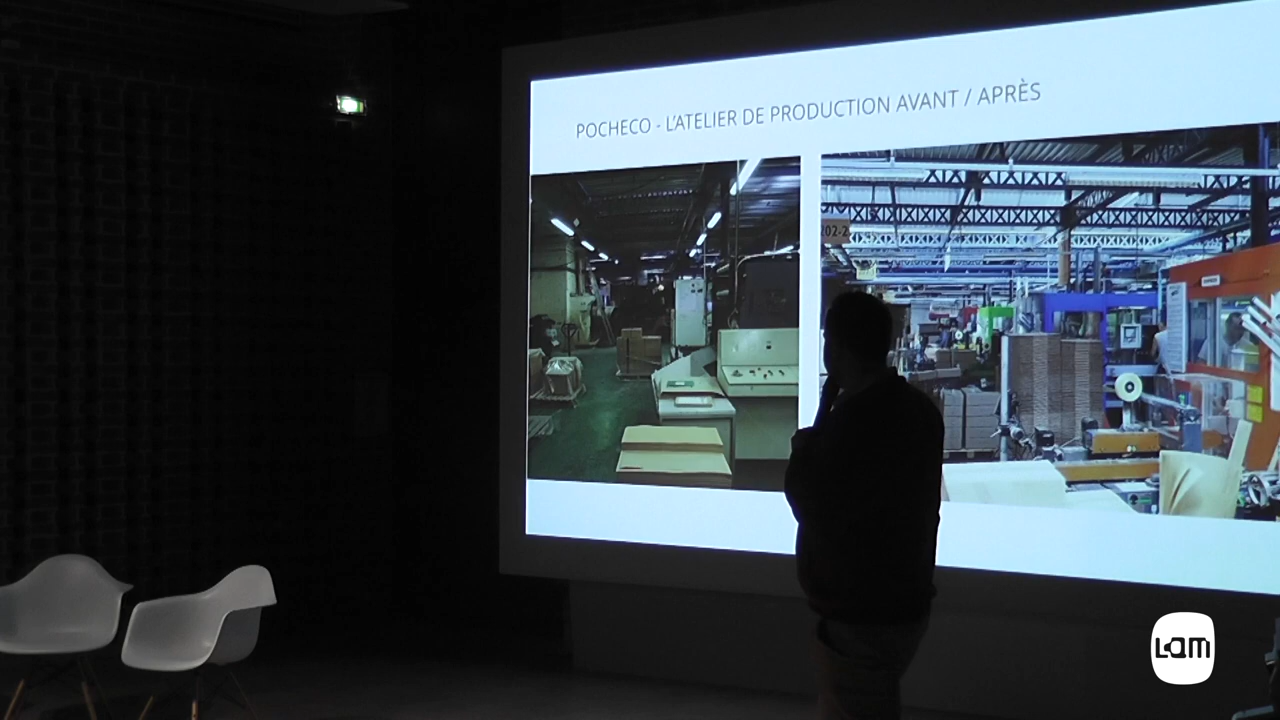 POCHECO - L'ATELIER DE PRODUCTION AVANT / APRÈS
202-2
LaM